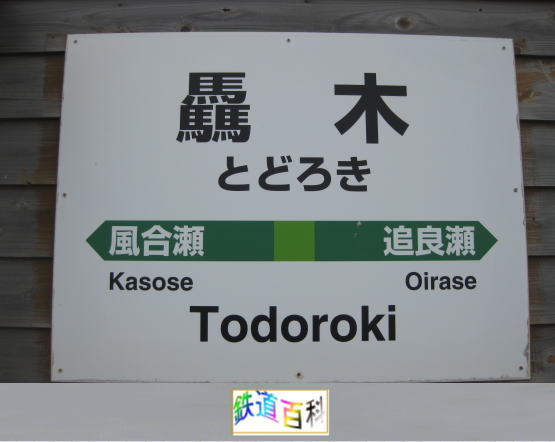 驫木
とどろき
風合瀬 追良瀬
Kasose Oirase
Todoroki
鉄道百科